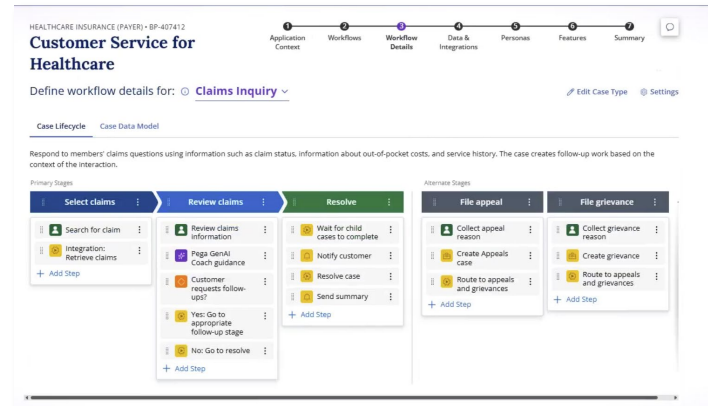 HEALTHCARE INSURANCE (PAYER) • BP-407412
Customer Service for
Healthcare
1
Application
Context
2
Workflows
3
Workflow
Details
4
Data &
Integrations
5
Personas
6
Features
7
Summary
Define workflow details for: Claims Inquiry
Edit Case Type
Settings
Case Lifecycle
Case Data Model
Respond to members' claims questions using information such as claim status, information about out-of-pocket costs, and service history. The case creates follow-up work based on the
context of the interaction.
Primary Stages
Select claims
Search for claim
Integration:
Retrieve claims
+ Add Step
Review claims
Review claims
Information
Pega GenAI
Coach guidance
Customer
requests follow-
ups?
Yes: Go to
appropriate
follow-up stage
No: Go to resolve
+ Add Step
Resolve
Wait for child
cases to complete
Notify customer
Resolve case
Send summary
+ Add Step
Alternate Stages
File appeal
Collect appeal
reason
Create Appeals
case
Route to appeals
and grievances
+ Add Step
File grievance
Collect grievance
reason
Create grievance
Route to appeals
and grievances
+ Add Step